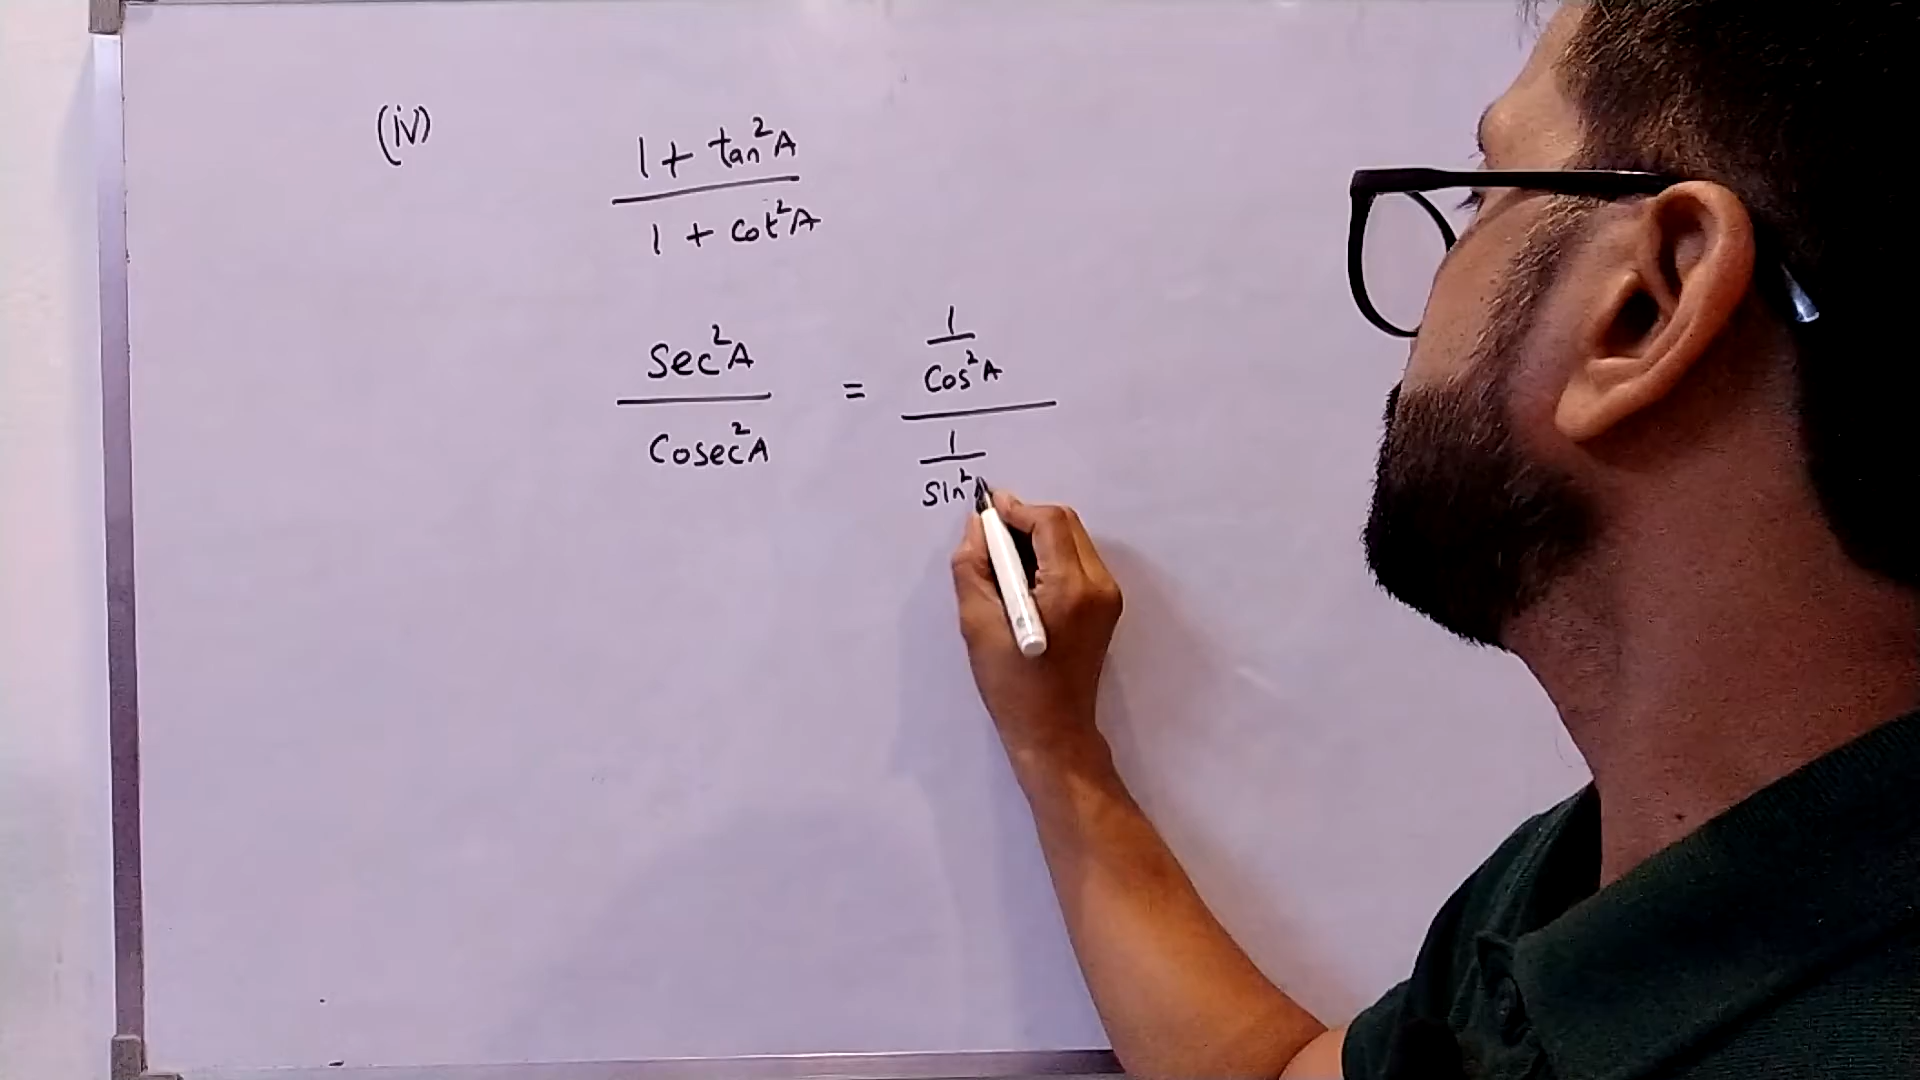 (iv)
1 + tan²A
1 + cot²A
Sec²A
Cosec²A
=
1
Cos²A
1
Sin²A